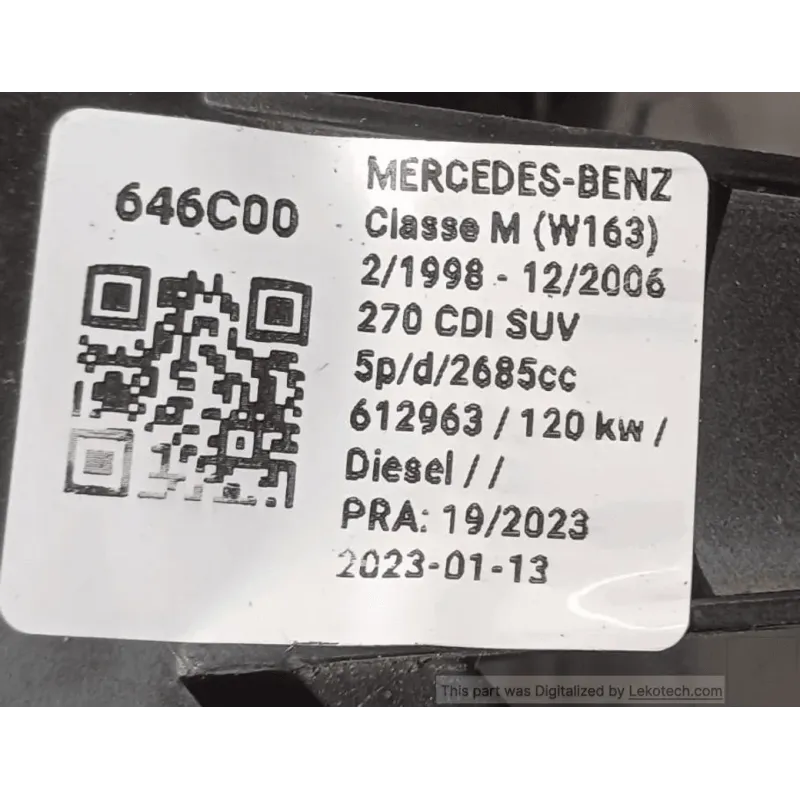 646C00
MERCEDES-BENZ
Classe M (W163)
2/1998 - 12/2006
270 CDI SUV
5p/d/2685cc
612963 / 120 kw /
Diesel / /
PRA: 19/2023
2023-01-13
This part was Digitalized by Lekotech.com